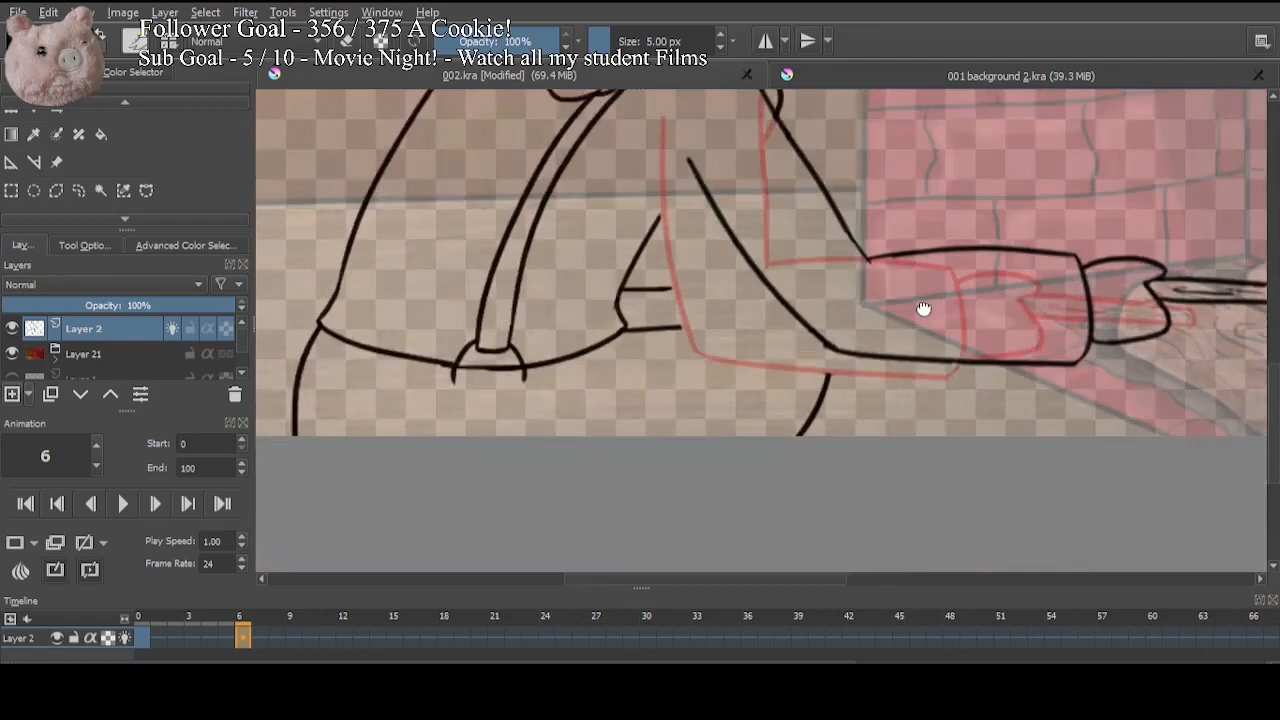 File Edit View Image Layer Select Filter Tools Settings Window Help
Follower Goal - 356 / 375 A Cookie!
Normal Opacity: 100% Size: 5.00 px
Sub Goal - 5 / 10 - Movie Night! - Watch all my student Films
Color Selector
002.kra [Modified] (69.4 MiB)
001 background 2.kra (39.3 MiB)
Lay... Tool Optio... Advanced Color Selec...
Layers
Normal
Opacity: 100%
Layer 2
Layer 21
Animation
6
Start: 0
End: 100
Play Speed: 1.00
Frame Rate: 24
Timeline
0 3 6 9 12 15 18 21 24 27 30 33 36 39 42 45 48 51 54 57 60 63 66
Layer 2